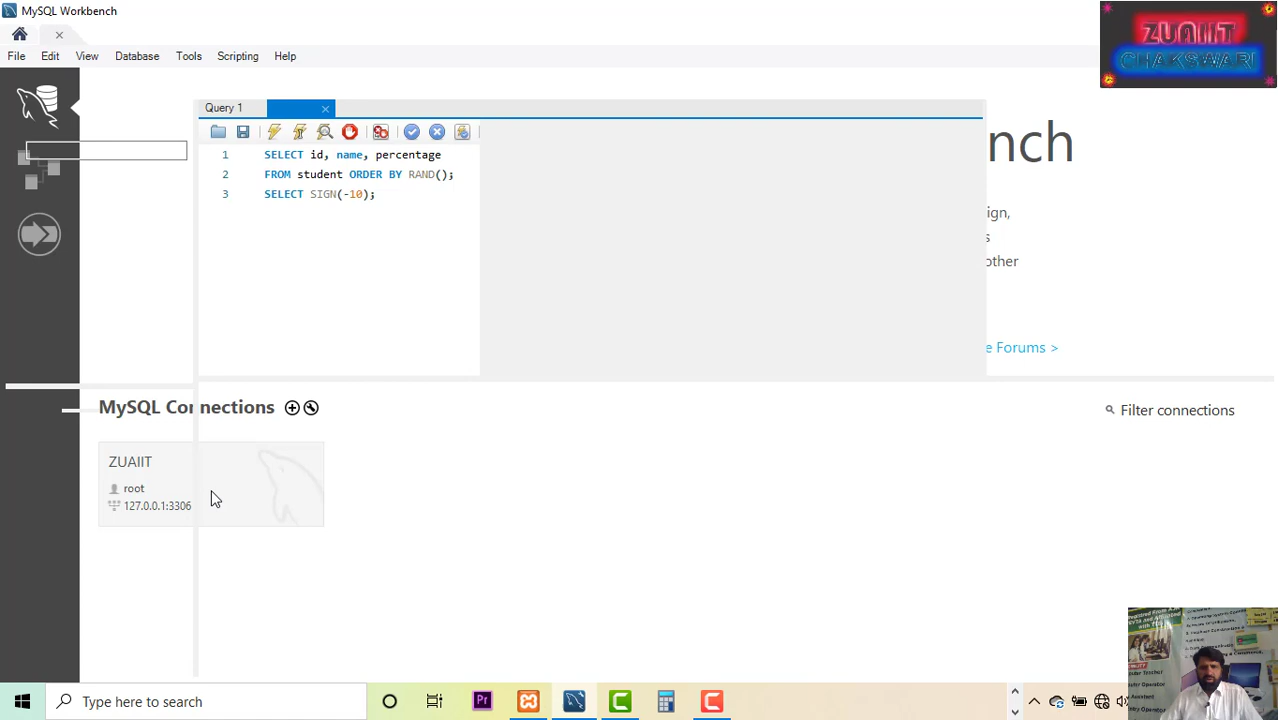 MySQL Workbench
ZUAIIT
CHAKSWARI
File Edit View Database Tools Scripting Help
Query 1
1 SELECT id, name, percentage
2 FROM student ORDER BY RAND();
3 SELECT SIGN(-10);
nch
ign,
s
other
e Forums >
MySQL Connections
Filter connections
ZUAIIT
root
127.0.0.1:3306
Type here to search
Pr